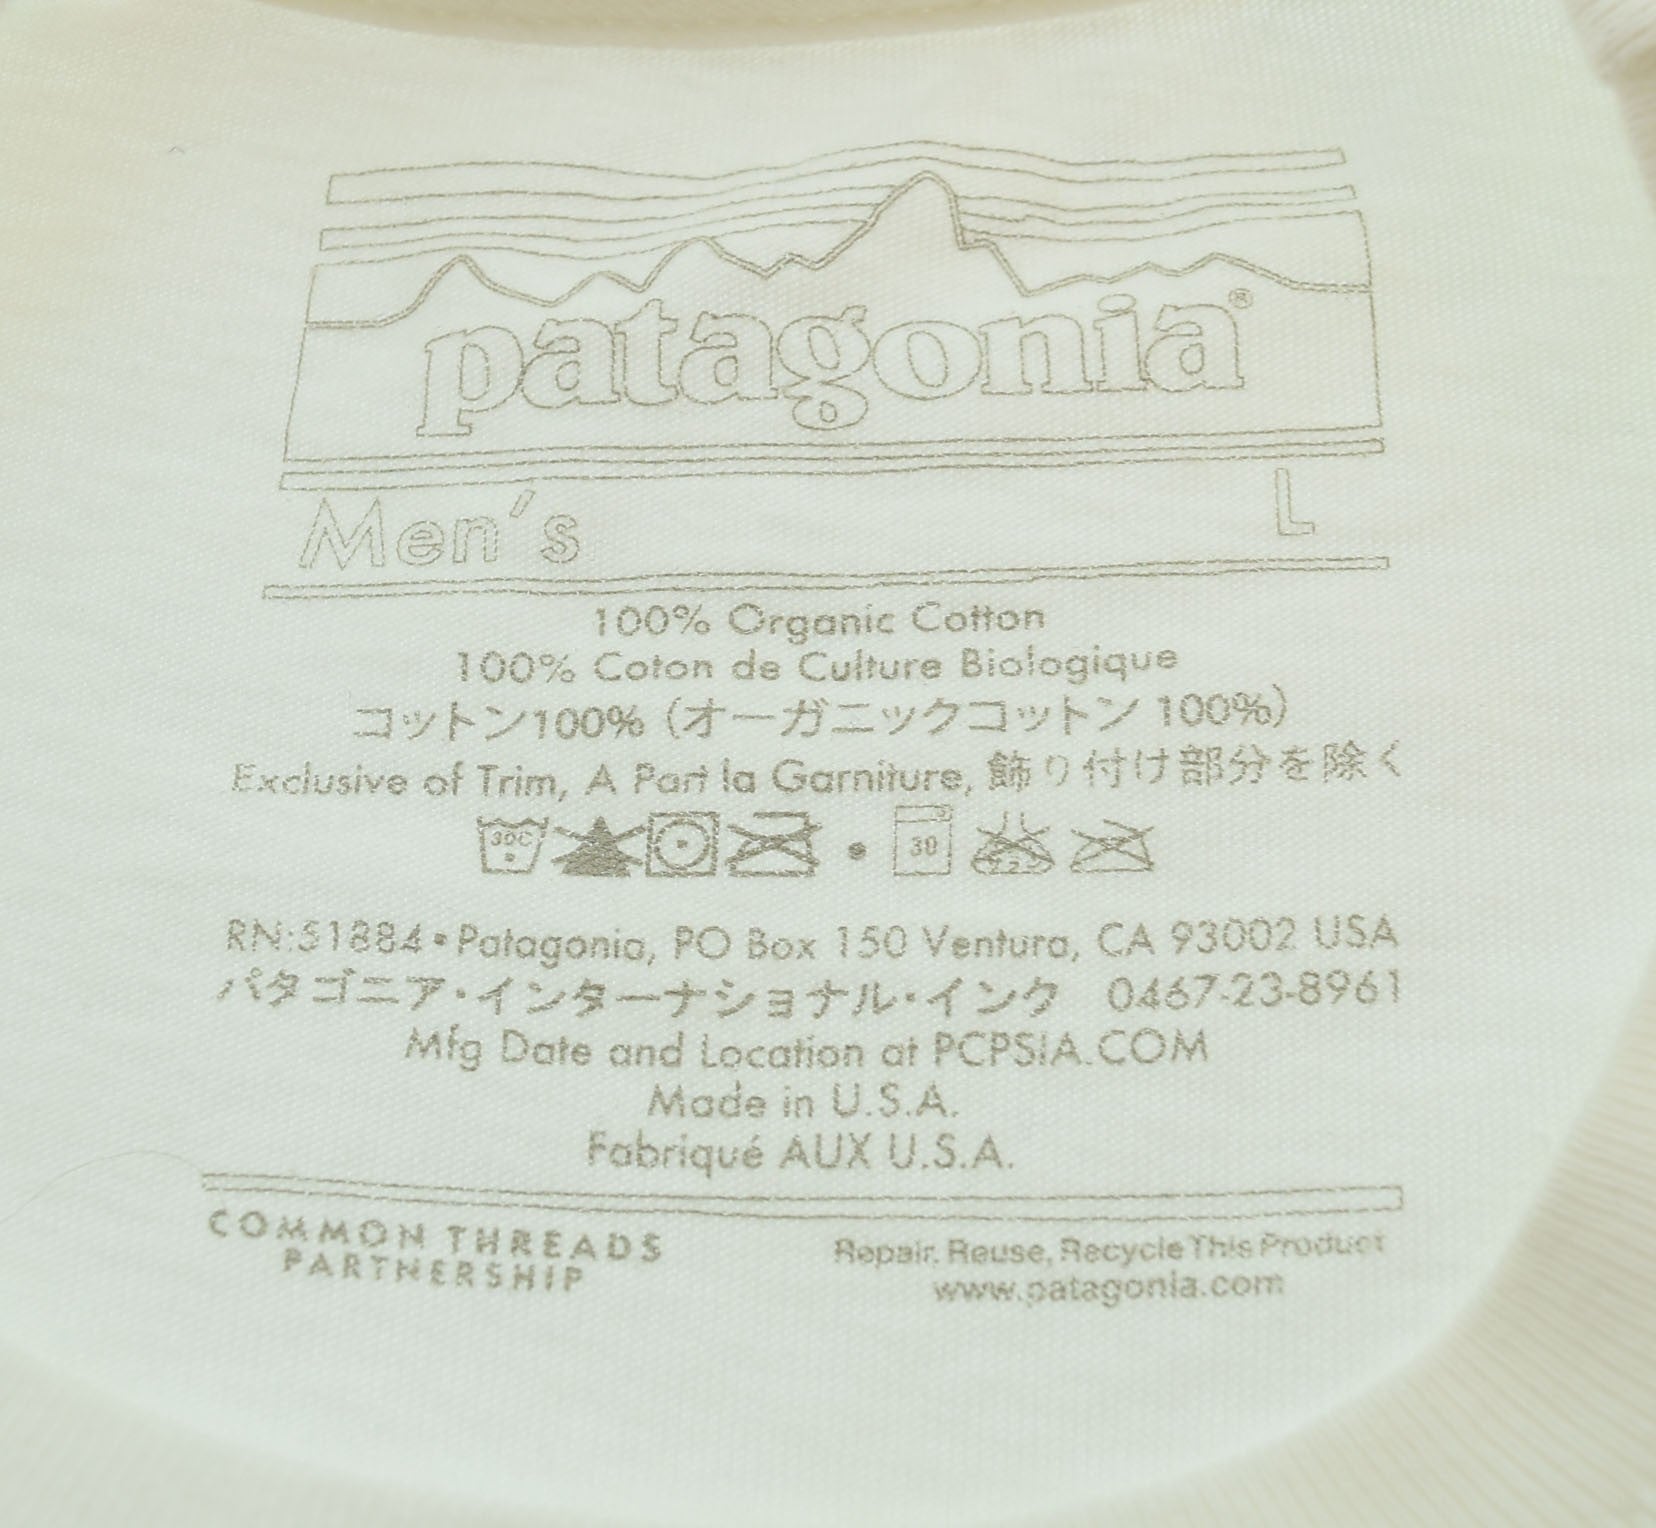 patagonia®
Men's L
100% Organic Cotton
100% Coton de Culture Biologique
コットン100% (オーガニックコットン 100%)
Exclusive of Trim, A Part la Garniture, 飾り付け部分を除く
30C 30
RN:51884•Patagonia, PO Box 150 Ventura, CA 93002 USA
パタゴニア・インターナショナル・インク 0467-23-8961
Mfg Date and Location at PCPSIA.COM
Made in U.S.A.
Fabriqué AUX U.S.A.
COMMON THREADS
PARTNERSHIP
Repair, Reuse, Recycle This Product
www.patagonia.com